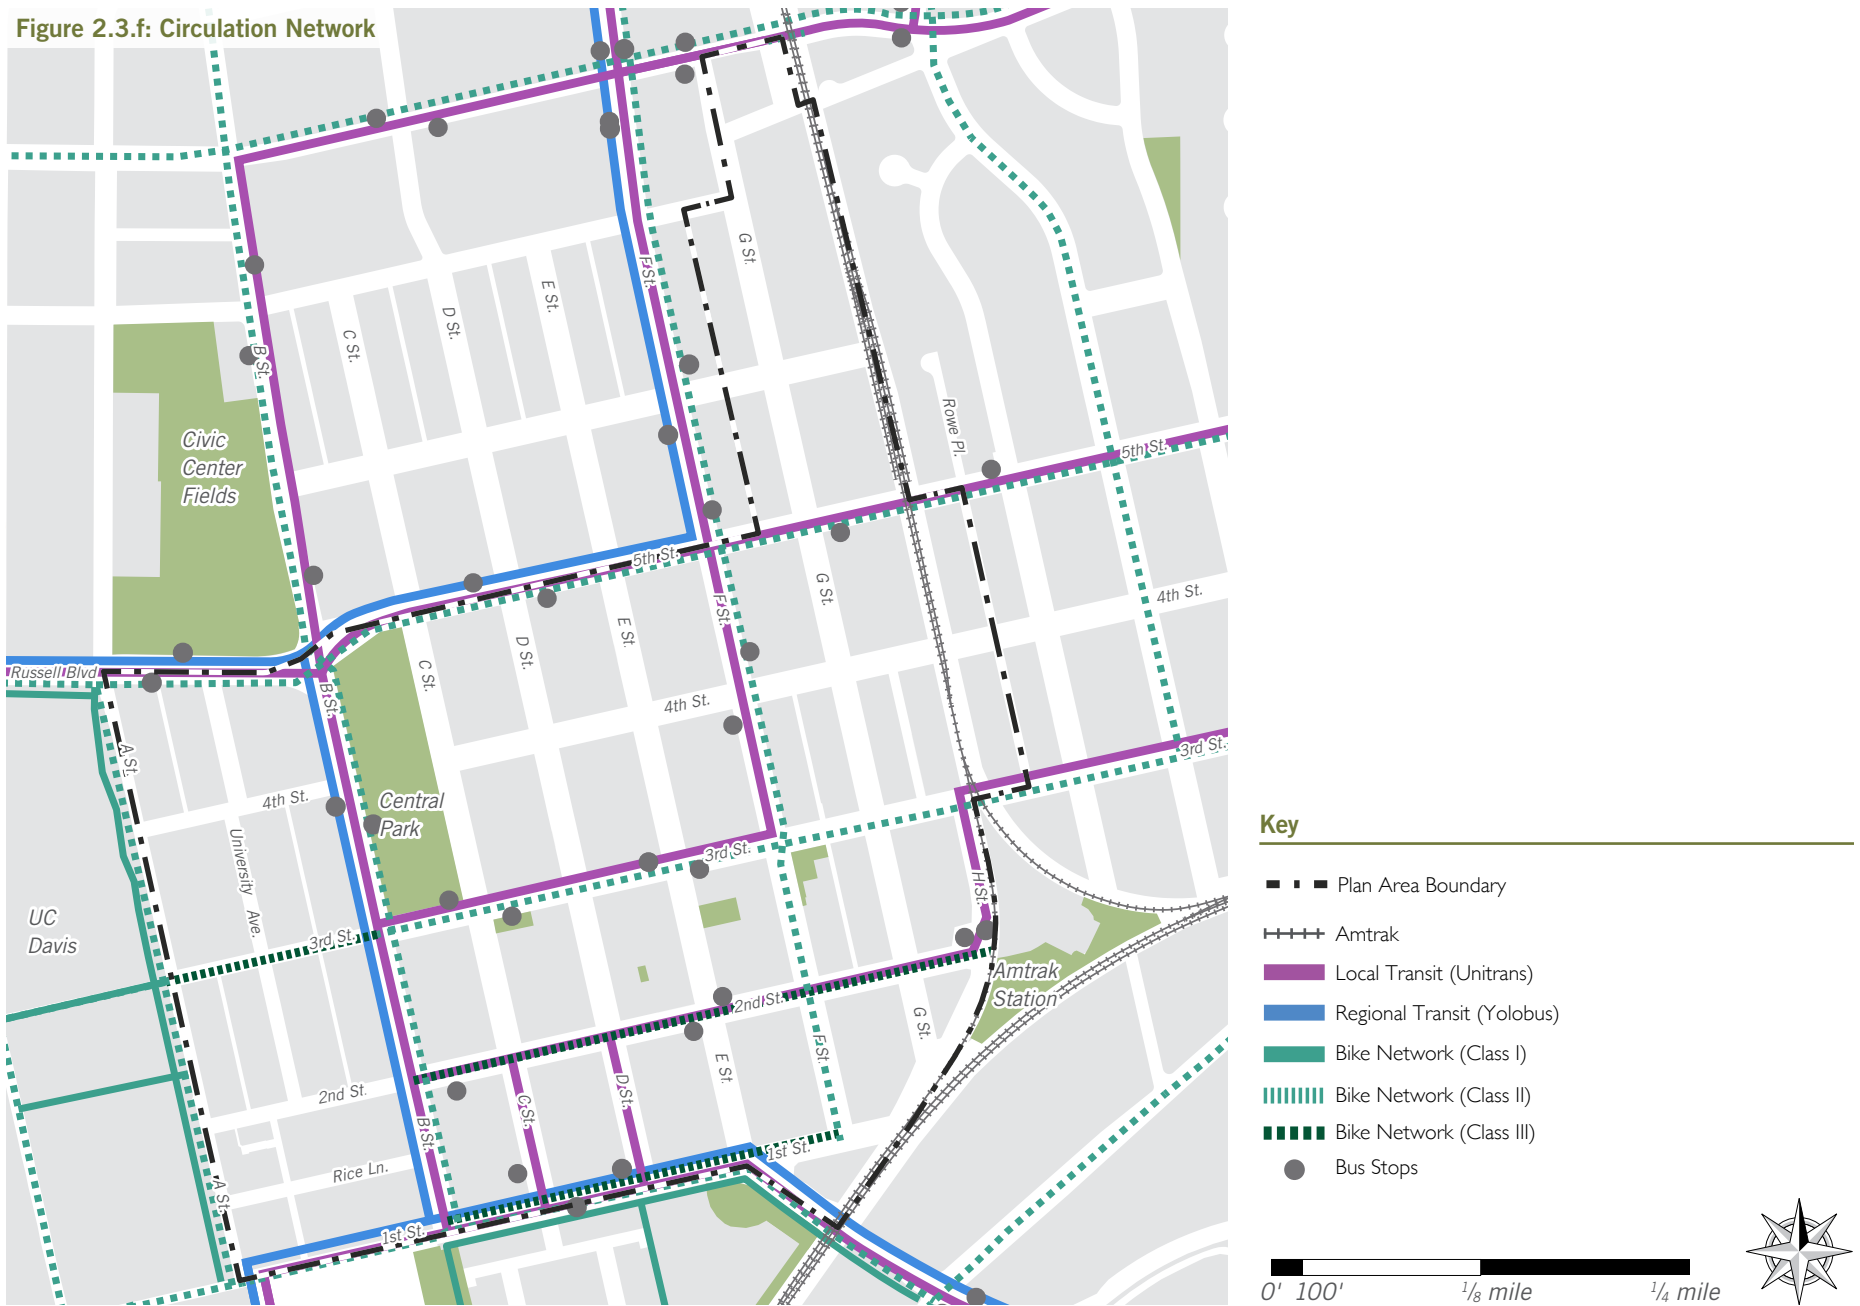 Figure 2.3.f: Circulation Network
G St.
F St.
E St.
D St.
C St.
B St.
Rowe Pl.
Civic
Center
Fields
5th St.
5th St.
4th St.
G St.
F St.
E St.
D St.
C St.
Russell Blvd
B St.
4th St.
A St.
3rd St.
4th St.
Central
Park
University
Ave.
3rd St.
H St.
UC
Davis
3rd St.
Amtrak
Station
2nd St.
G St.
F St.
E St.
D St.
C St.
2nd St.
B St.
1st St.
Rice Ln.
A St.
1st St.
Key
Plan Area Boundary
Amtrak
Local Transit (Unitrans)
Regional Transit (Yolobus)
Bike Network (Class I)
Bike Network (Class II)
Bike Network (Class III)
Bus Stops
0' 100' 1/8 mile 1/4 mile